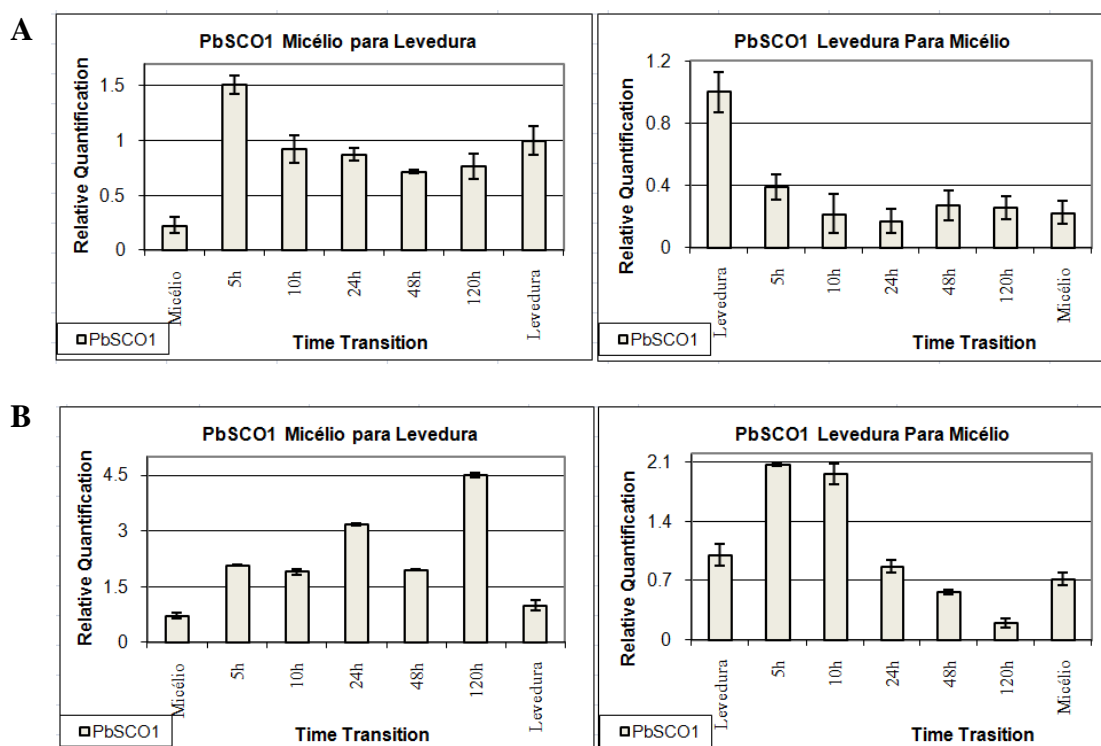 A
PbSCO1 Micélio para Levedura
Relative Quantification
1.5
1
0.5
0
Micélio
5h
10h
24h
48h
120h
Levedura
PbSCO1
Time Transition
PbSCO1 Levedura Para Micélio
Relative Quantification
1.2
0.8
0.4
0
Levedura
5h
10h
24h
48h
120h
Micélio
PbSCO1
Time Trasition
B
PbSCO1 Micélio para Levedura
Relative Quantification
4.5
3
1.5
0
Micélio
5h
10h
24h
48h
120h
Levedura
PbSCO1
Time Transition
PbSCO1 Levedura Para Micélio
Relative Quantification
2.1
1.4
0.7
0
Levedura
5h
10h
24h
48h
120h
Micélio
PbSCO1
Time Trasition